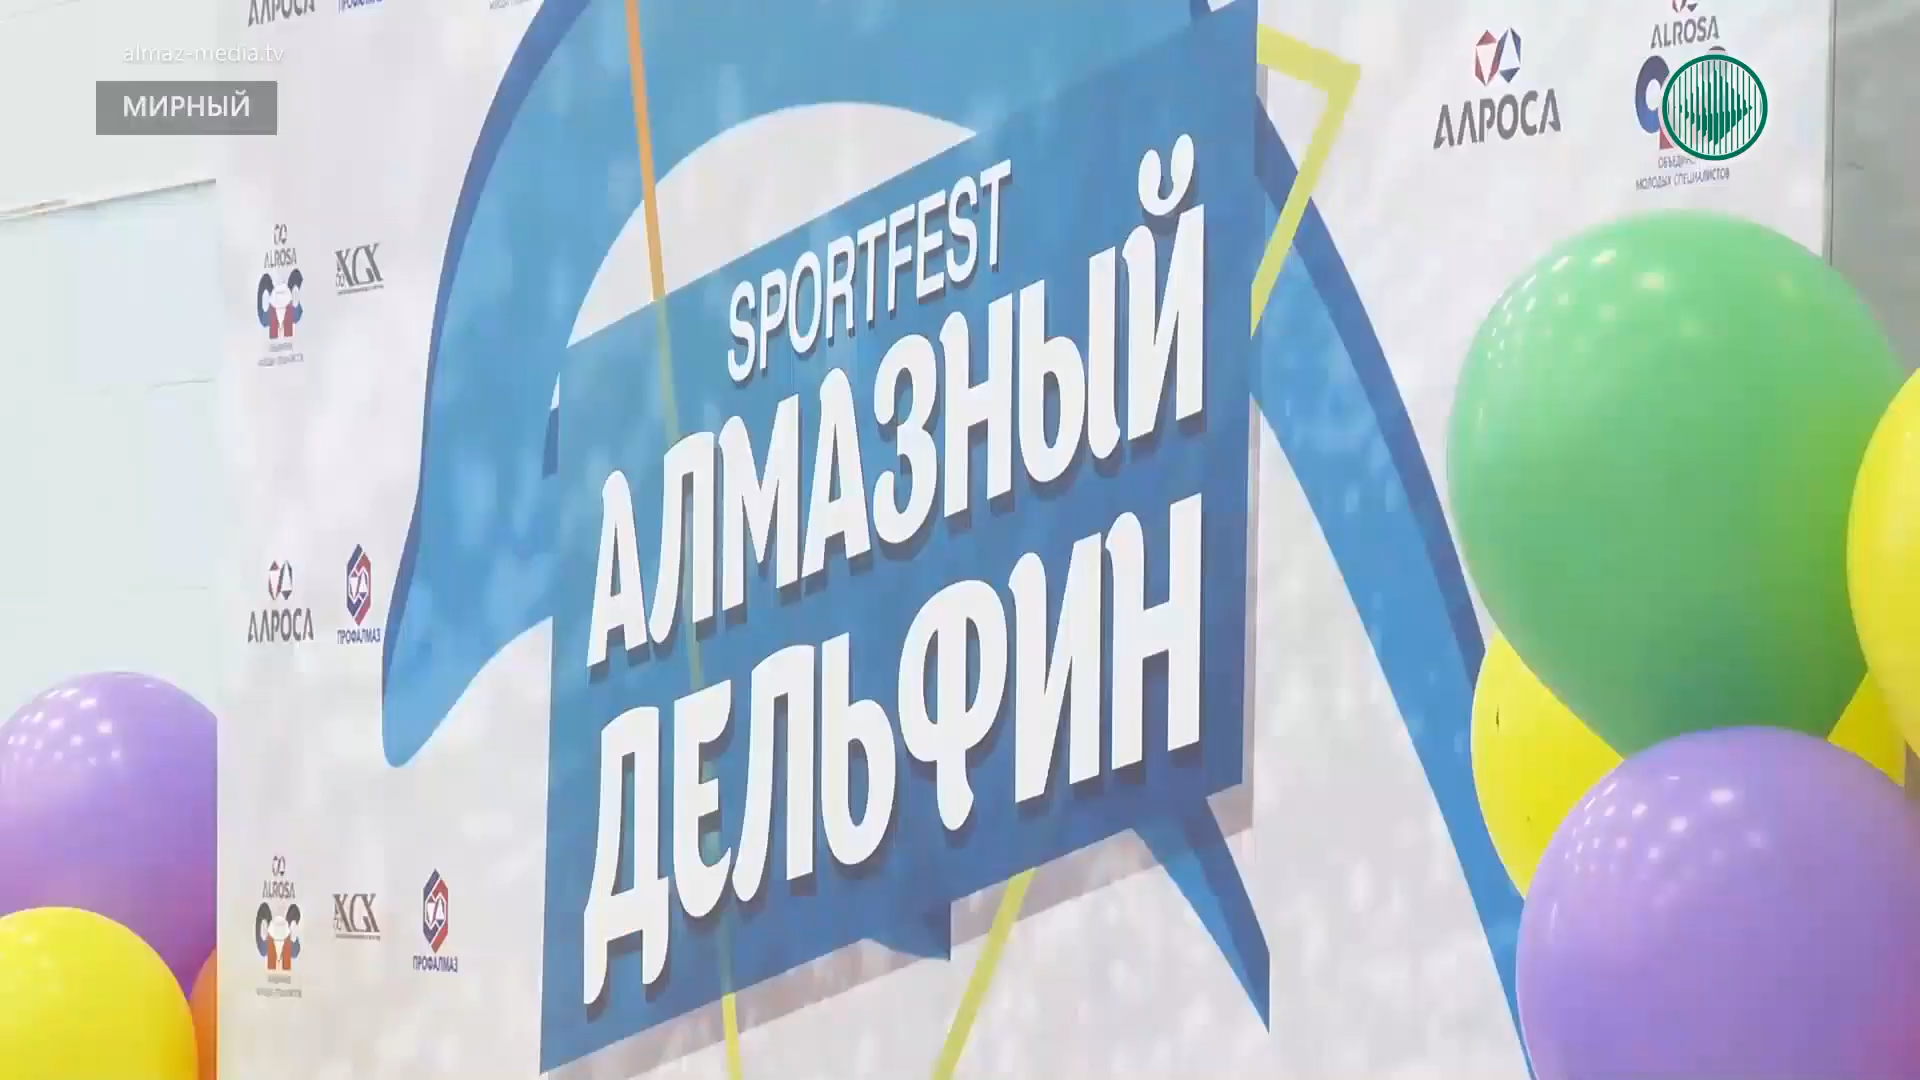 almaz-media.tv
МИРНЫЙ
АЛРОСА
ALROSA
АЛРОСА
МОЛОДЫХ СПЕЦИАЛИСТОВ
SPORTFEST
АЛМАЗНЫЙ
ДЕЛЬФИН
ALROSA
АЛРОСА
ПРОФАЛМАЗ
ALROSA
ПРОФАЛМАЗ